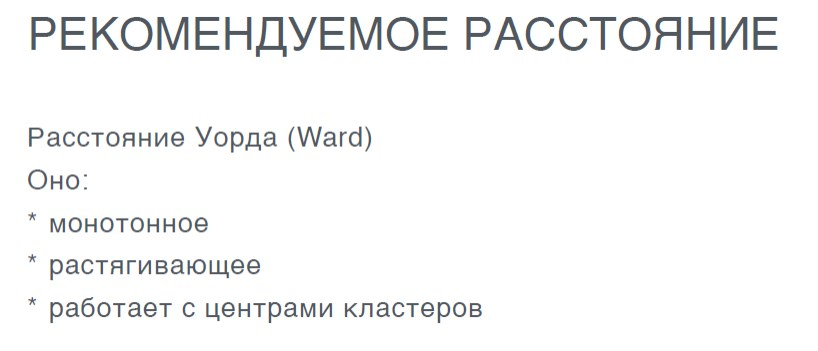 РЕКОМЕНДУЕМОЕ РАССТОЯНИЕ
Расстояние Уорда (Ward)
Оно:
* монотонное
* растягивающее
* работает с центрами кластеров